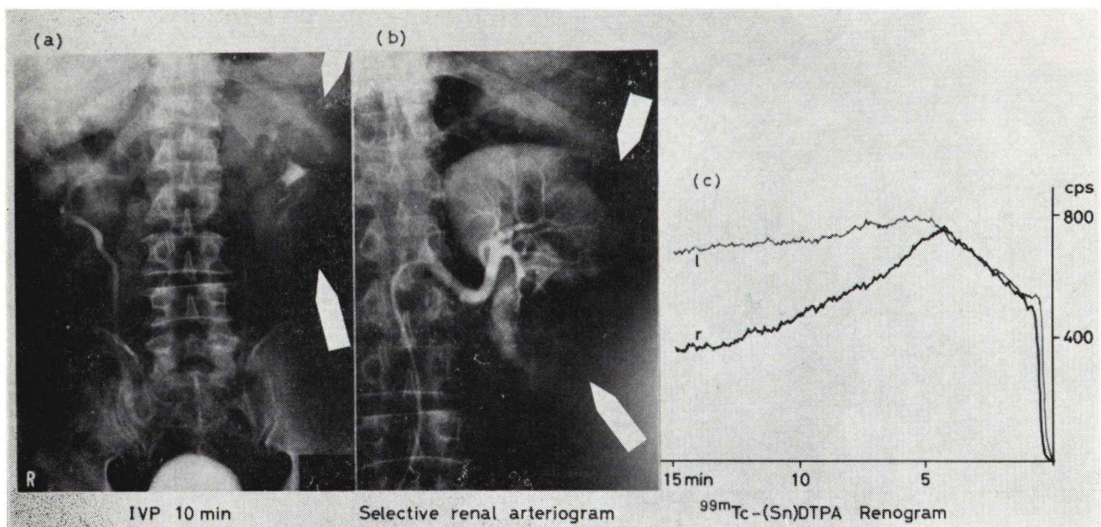 (a)
(b)
(c)
cps
800
400
l
r
R
15 min
10
5
IVP 10 min
Selective renal arteriogram
99mTc-(Sn)DTPA Renogram